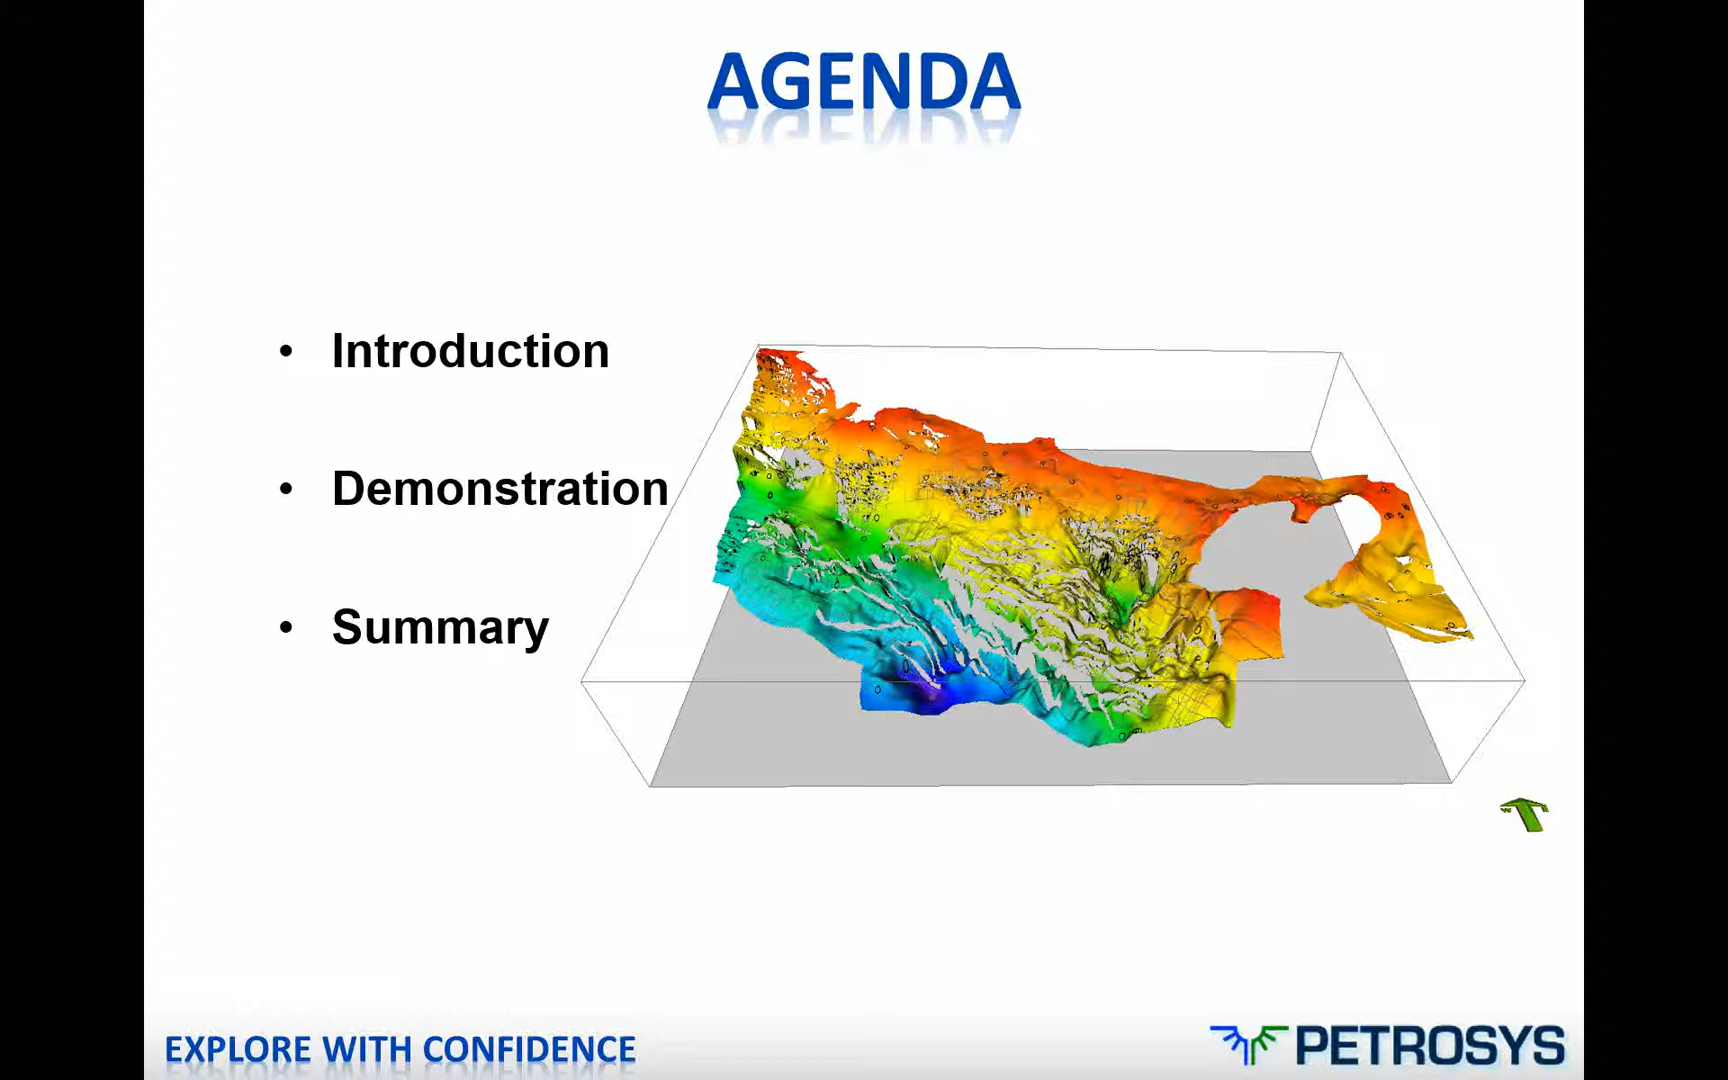 AGENDA
• Introduction
• Demonstration
• Summary
EXPLORE WITH CONFIDENCE
PETROSYS